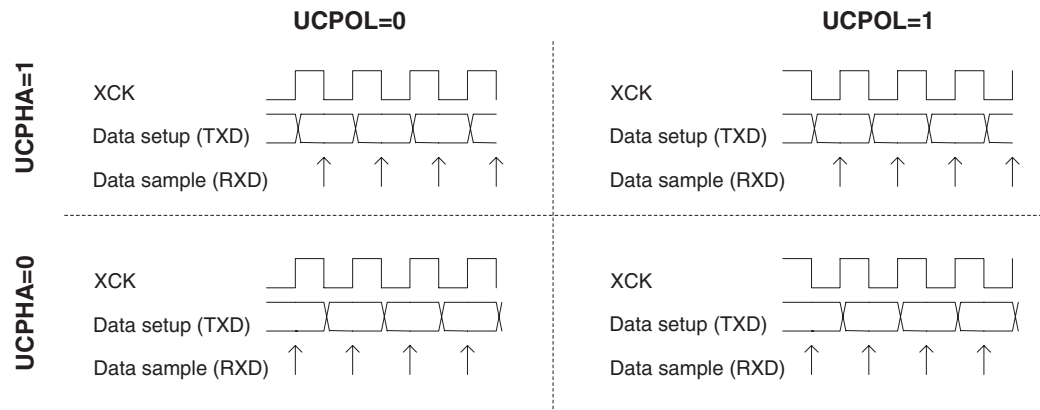 UCPOL=0
UCPOL=1
UCPHA=1
XCK
Data setup (TXD)
Data sample (RXD)
XCK
Data setup (TXD)
Data sample (RXD)
UCPHA=0
XCK
Data setup (TXD)
Data sample (RXD)
XCK
Data setup (TXD)
Data sample (RXD)